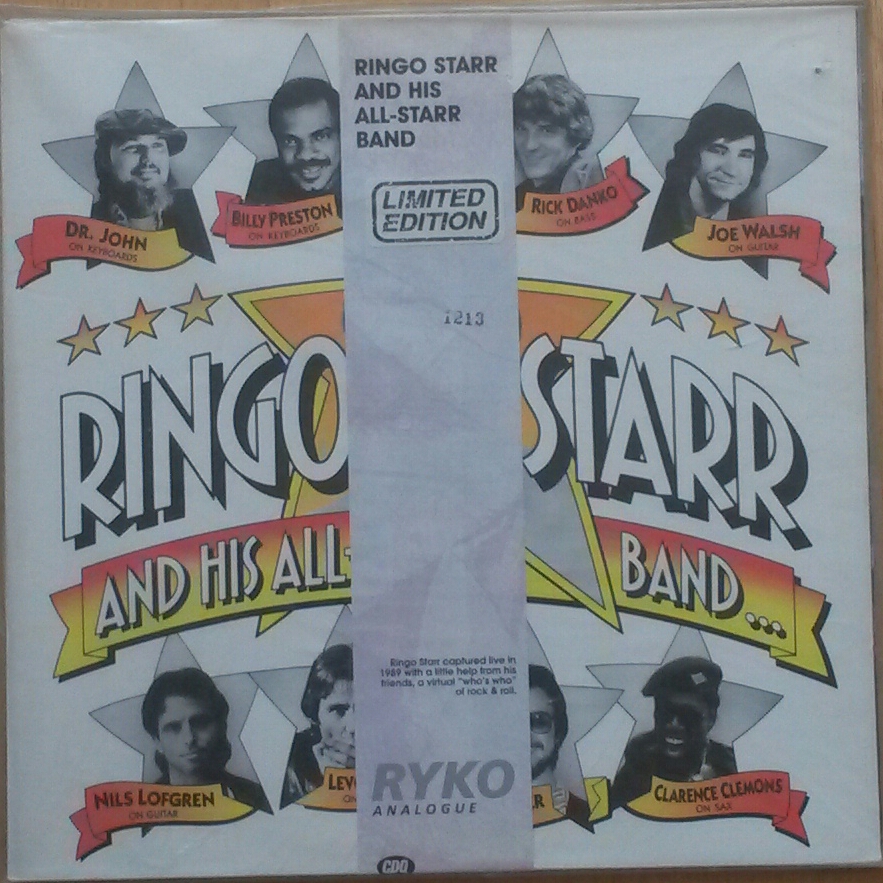 RINGO STARR
AND HIS
ALL-STARR
BAND
LIMITED
EDITION
1213
DR. JOHN
ON KEYBOARDS
BILLY PRESTON
ON KEYBOARDS
RICK DANKO
ON BASS
JOE WALSH
ON GUITAR
RINGO STARR
AND HIS ALL- BAND...
Ringo Starr captured live in
1989 with a little help from his
friends, a virtual "who's who"
of rock & roll.
NILS LOFGREN
ON GUITAR
LEV
ON
ER
CLARENCE CLEMONS
ON SAX
RYKO
ANALOGUE
CDQ